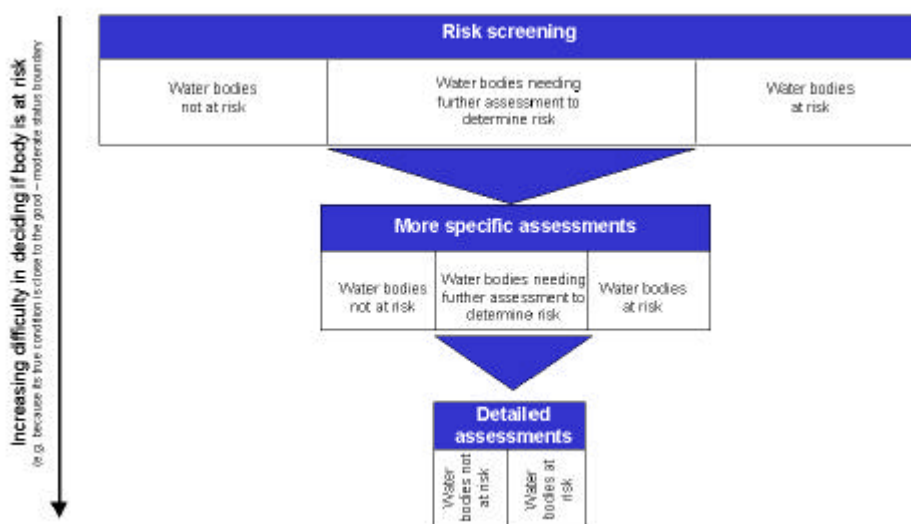 Increasing difficulty in deciding if body is at risk
(e.g. because its true condition is close to the good – moderate status boundary
Risk screening
Water bodies
not at risk
Water bodies needing
further assessment to
determine risk
Water bodies
at risk
More specific assessments
Water bodies
not at risk
Water bodies needing
further assessment to
determine risk
Water bodies
at risk
Detailed
assessments
Water
bodies not
at risk
Water
bodies at
risk